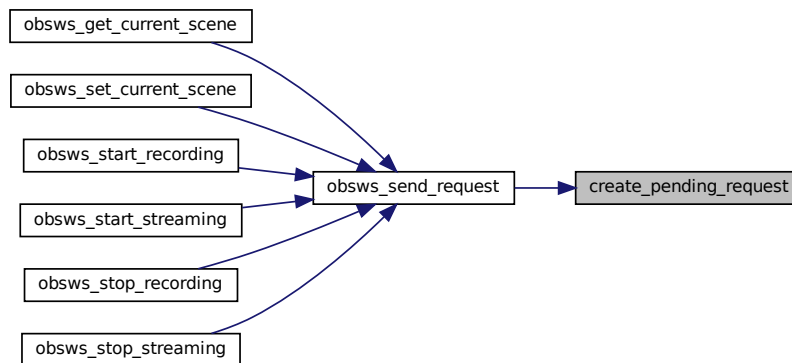 obsws_get_current_scene
obsws_set_current_scene
obsws_start_recording
obsws_send_request
create_pending_request
obsws_start_streaming
obsws_stop_recording
obsws_stop_streaming